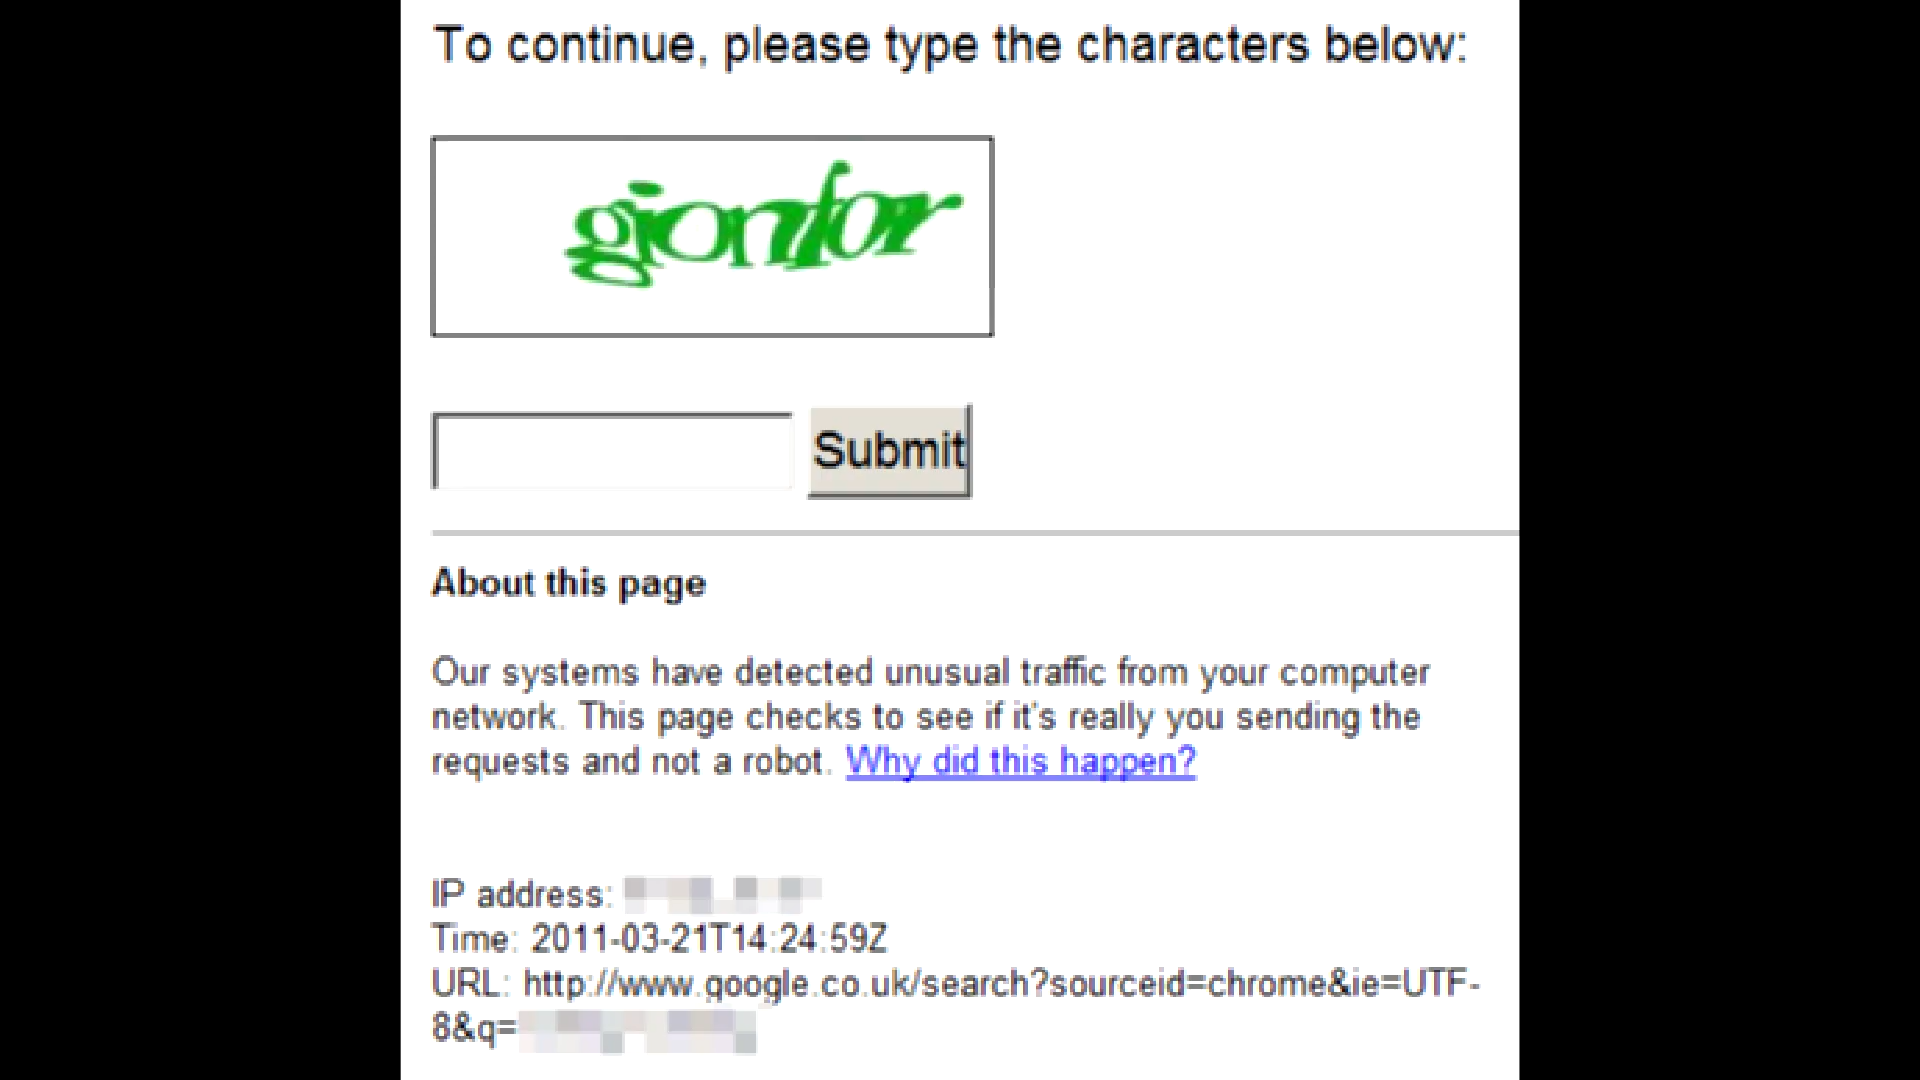 To continue, please type the characters below:
gionfor
Submit
About this page
Our systems have detected unusual traffic from your computer
network. This page checks to see if it's really you sending the
requests and not a robot. Why did this happen?
IP address:
Time: 2011-03-21T14:24:59Z
URL: http://www.google.co.uk/search?sourceid=chrome&ie=UTF-
8&q=